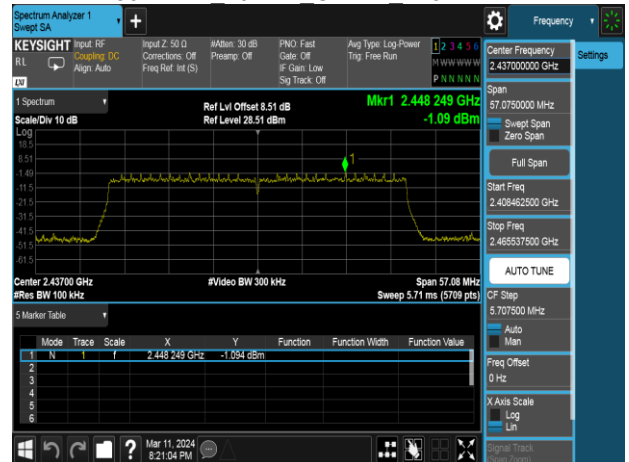 Spectrum Analyzer 1
Swept SA
Frequency
KEYSIGHT
RL
LXI
Input: RF
Coupling: DC
Align: Auto
Input Z: 50 Ω
Corrections: Off
Freq Ref: Int (S)
#Atten: 30 dB
Preamp: Off
PNO: Fast
Gate: Off
IF Gain: Low
Sig Track: Off
Avg Type: Log-Power
Trig: Free Run
1 2 3 4 5 6
M W W W W W
P N N N N N
Center Frequency
2.437000000 GHz
Settings
Span
57.0750000 MHz
Swept Span
Zero Span
Full Span
Start Freq
2.408462500 GHz
Stop Freq
2.465537500 GHz
AUTO TUNE
CF Step
5.707500 MHz
Auto
Man
Freq Offset
0 Hz
X Axis Scale
Log
Lin
Signal Track
(Span Zoom)
1 Spectrum
Scale/Div 10 dB
Ref Lvl Offset 8.51 dB
Ref Level 28.51 dBm
Mkr1 2.448 249 GHz
-1.09 dBm
Log
18.5
8.51
-1.49
-11.5
-21.5
-31.5
-41.5
-51.5
-61.5
1
Center 2.43700 GHz
#Res BW 100 kHz
#Video BW 300 kHz
Span 57.08 MHz
Sweep 5.71 ms (5709 pts)
5 Marker Table
Mode Trace Scale X Y Function Function Width Function Value
1 N 1 f 2.448 249 GHz -1.094 dBm
2
3
4
5
6
?
Mar 11, 2024
8:21:04 PM